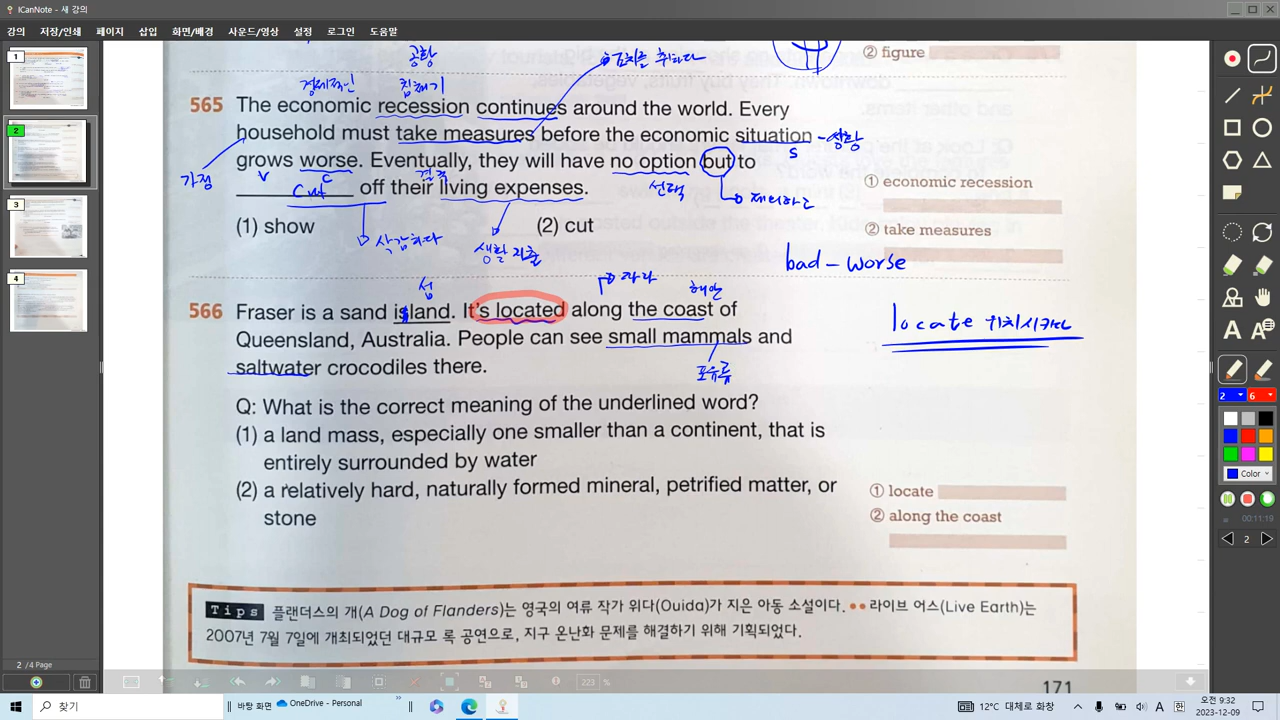 ICanNote - 새 강의
강의 저장/인쇄 페이지 삽입 화면/배경 사운드/영상 설정 로그인 도움말
1
2
3
4
② figure
공황
조치를 취하다
경제적인 침체기
565 The economic recession continues around the world. Every
household must take measures before the economic situation - 상황
S
grows worse. Eventually, they will have no option but to
V C 결국
가정 cut off their living expenses. 선택 제외하고
① economic recession
(1) show (2) cut
삭감하다 생활 지출
② take measures
bad - worse
섬 따라 해안
566 Fraser is a sand island. It's located along the coast of
locate 위치시키다
Queensland, Australia. People can see small mammals and
saltwater crocodiles there.
포유류
Q: What is the correct meaning of the underlined word?
(1) a land mass, especially one smaller than a continent, that is
entirely surrounded by water
(2) a relatively hard, naturally formed mineral, petrified matter, or
stone
① locate
② along the coast
Tips 플랜더스의 개(A Dog of Flanders)는 영국의 여류 작가 위다(Ouida)가 지은 아동 소설이다. ●● 라이브 어스(Live Earth)는
2007년 7월 7일에 개최되었던 대규모 록 공연으로, 지구 온난화 문제를 해결하기 위해 기획되었다.
171
2 6
Color
00:11:19
2
2 /4 Page
223 %
찾기
바탕 화면 OneDrive - Personal
12°C 대체로 화창
A 한
오전 9:32
2023-12-09